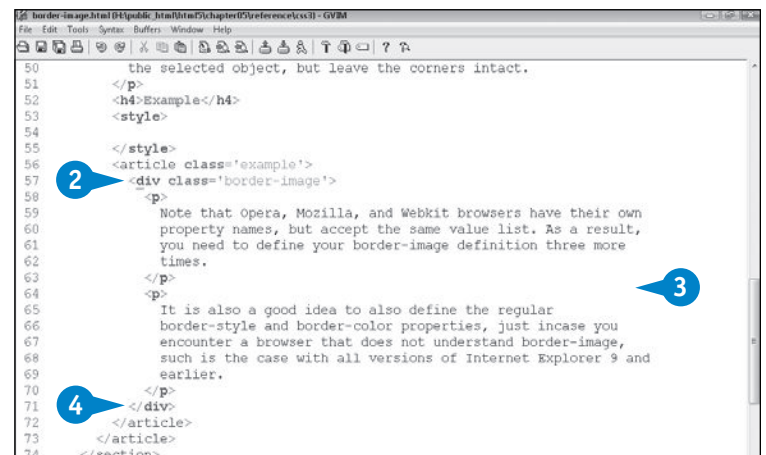 border-image.html (H:\public_html\html5\chapter05\reference\css3) - GVIM
File Edit Tools Syntax Buffers Window Help
50 the selected object, but leave the corners intact.
51 </p>
52 <h4>Example</h4>
53 <style>
54
55 </style>
56 <article class='example'>
57 2 <div class='border-image'>
58 <p>
59 Note that Opera, Mozilla, and Webkit browsers have their own
60 property names, but accept the same value list. As a result,
61 you need to define your border-image definition three more
62 times.
63 </p>
64 <p> 3
65 It is also a good idea to also define the regular
66 border-style and border-color properties, just incase you
67 encounter a browser that does not understand border-image,
68 such is the case with all versions of Internet Explorer 9 and
69 earlier.
70 </p>
71 4 </div>
72 </article>
73 </article>
74 </section>